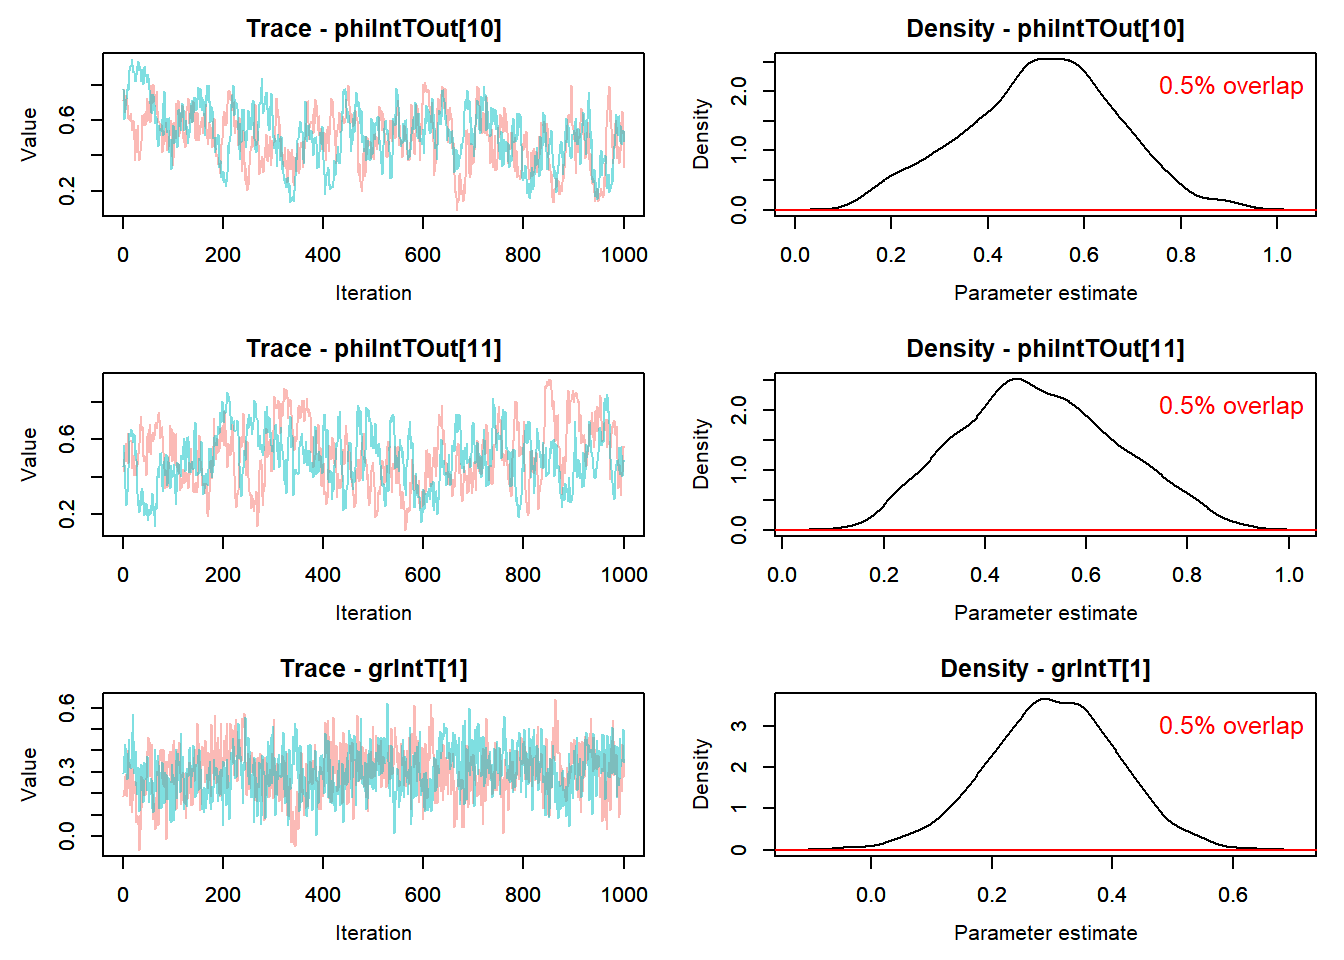 Trace - phiIntTOut[10]
Value
0.2
0.6
0
200
400
600
800
1000
Iteration
Density - phiIntTOut[10]
Density
0.0
1.0
2.0
0.5% overlap
0.0
0.2
0.4
0.6
0.8
1.0
Parameter estimate
Trace - phiIntTOut[11]
Value
0.2
0.6
0
200
400
600
800
1000
Iteration
Density - phiIntTOut[11]
Density
0.0
1.0
2.0
0.5% overlap
0.0
0.2
0.4
0.6
0.8
1.0
Parameter estimate
Trace - grIntT[1]
Value
0.0
0.3
0.6
0
200
400
600
800
1000
Iteration
Density - grIntT[1]
Density
0
1
2
3
0.5% overlap
0.0
0.2
0.4
0.6
Parameter estimate